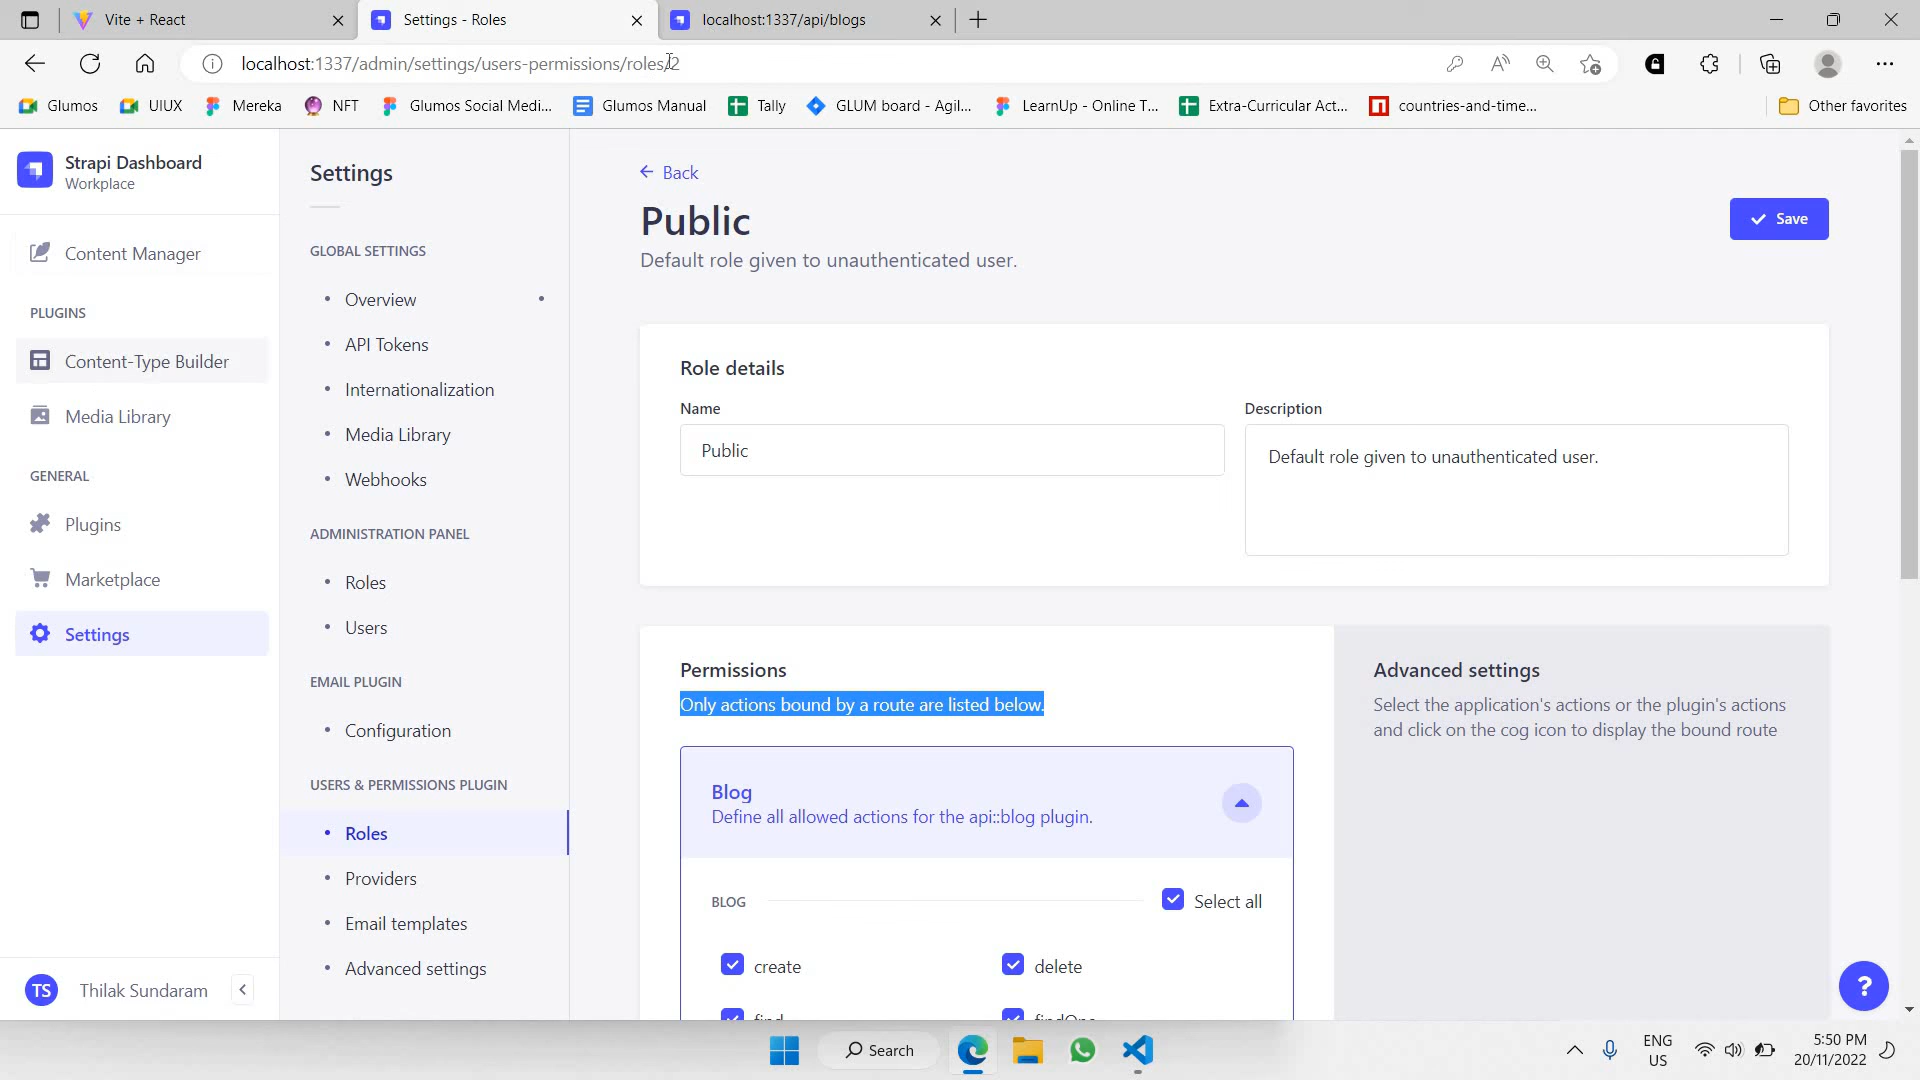 Vite + React
Settings - Roles
localhost:1337/api/blogs
localhost:1337/admin/settings/users-permissions/roles/2
Glumos
UIUX
Mereka
NFT
Glumos Social Medi...
Glumos Manual
Tally
GLUM board - Agil...
LearnUp - Online T...
Extra-Curricular Act...
countries-and-time...
Other favorites
Strapi Dashboard
Workplace
Content Manager
PLUGINS
Content-Type Builder
Media Library
GENERAL
Plugins
Marketplace
Settings
TS
Thilak Sundaram
Settings
GLOBAL SETTINGS
Overview
API Tokens
Internationalization
Media Library
Webhooks
ADMINISTRATION PANEL
Roles
Users
EMAIL PLUGIN
Configuration
USERS & PERMISSIONS PLUGIN
Roles
Providers
Email templates
Advanced settings
Back
Public
Default role given to unauthenticated user.
Save
Role details
Name
Public
Description
Default role given to unauthenticated user.
Permissions
Only actions bound by a route are listed below.
Blog
Define all allowed actions for the api::blog plugin.
BLOG
Select all
create
delete
find
findOne
Advanced settings
Select the application's actions or the plugin's actions
and click on the cog icon to display the bound route
?
Search
ENG
US
5:50 PM
20/11/2022